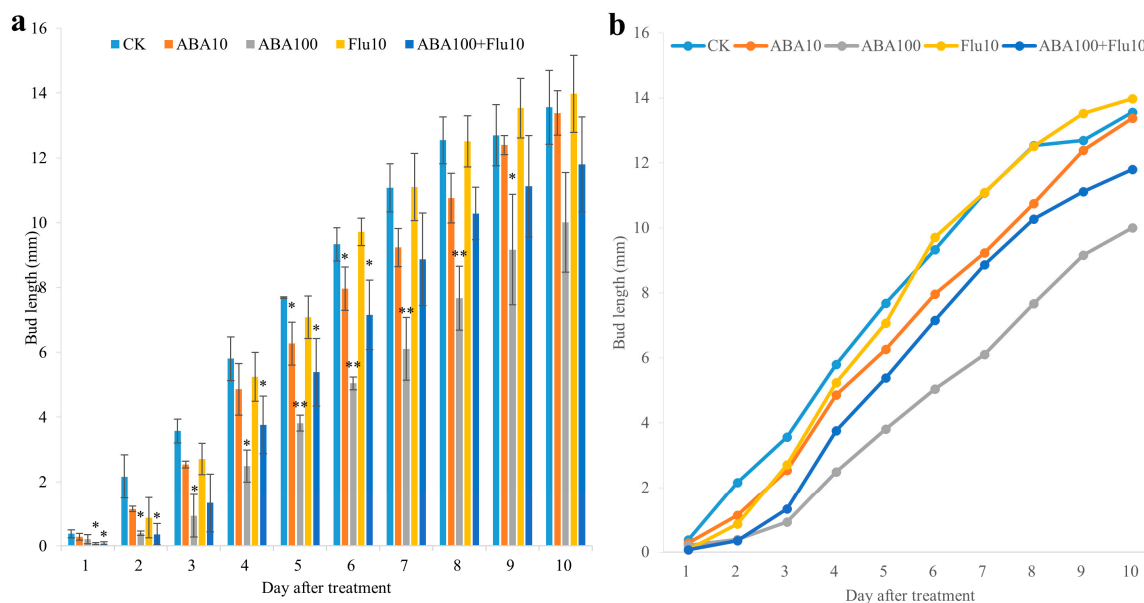 a
CK ABA10 ABA100 Flu10 ABA100+Flu10
Bud length (mm)
16
14
12
10
8
6
4
2
0
* *
* *
*
* *
* ** *
* ** *
**
**
*
1 2 3 4 5 6 7 8 9 10
Day after treatment
b
CK ABA10 ABA100 Flu10 ABA100+Flu10
Bud length (mm)
16
14
12
10
8
6
4
2
0
1 2 3 4 5 6 7 8 9 10
Day after treatment